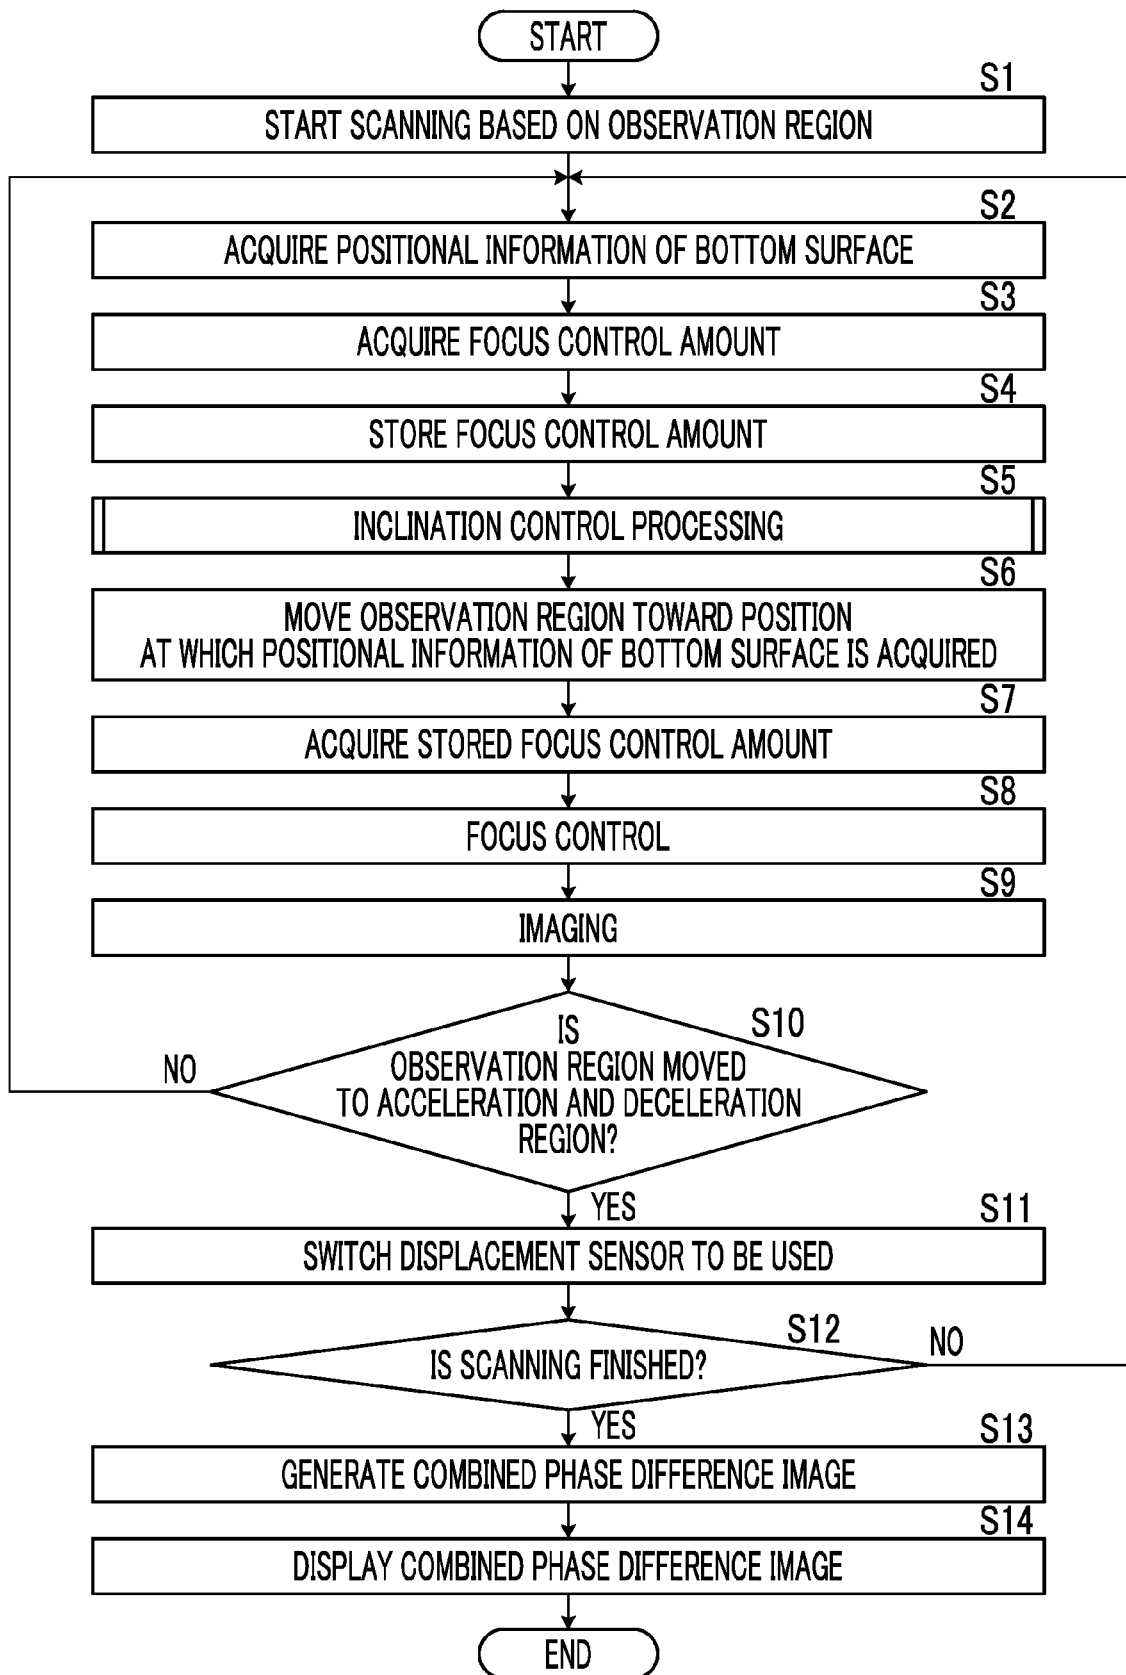 START
S1
START SCANNING BASED ON OBSERVATION REGION
S2
ACQUIRE POSITIONAL INFORMATION OF BOTTOM SURFACE
S3
ACQUIRE FOCUS CONTROL AMOUNT
S4
STORE FOCUS CONTROL AMOUNT
S5
INCLINATION CONTROL PROCESSING
S6
MOVE OBSERVATION REGION TOWARD POSITION
AT WHICH POSITIONAL INFORMATION OF BOTTOM SURFACE IS ACQUIRED
S7
ACQUIRE STORED FOCUS CONTROL AMOUNT
S8
FOCUS CONTROL
S9
IMAGING
S10
IS
OBSERVATION REGION MOVED
TO ACCELERATION AND DECELERATION
REGION?
NO
YES
S11
SWITCH DISPLACEMENT SENSOR TO BE USED
S12
IS SCANNING FINISHED?
NO
YES
S13
GENERATE COMBINED PHASE DIFFERENCE IMAGE
S14
DISPLAY COMBINED PHASE DIFFERENCE IMAGE
END